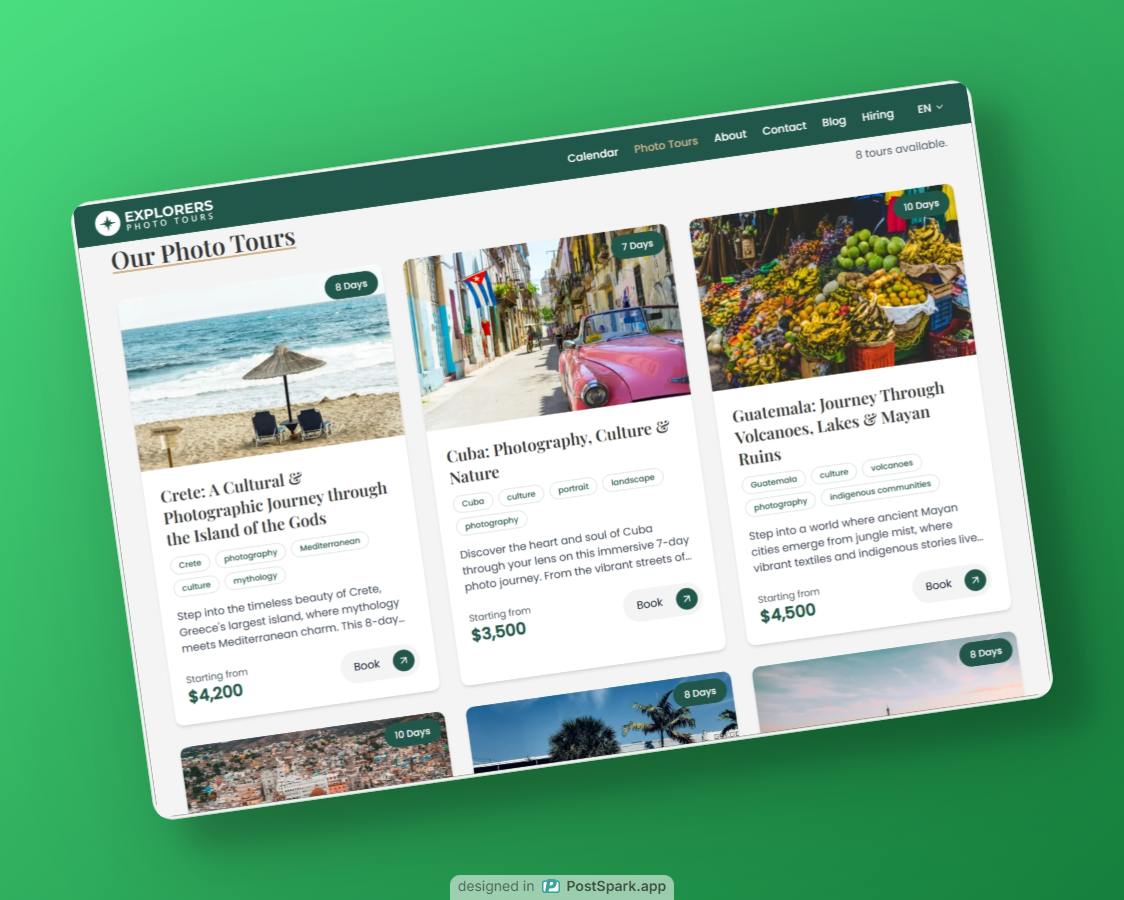 EXPLORERS
PHOTO TOURS
Calendar
Photo Tours
About
Contact
Blog
Hiring
EN
Our Photo Tours
8 tours available.
8 Days
Crete: A Cultural &
Photographic Journey through
the Island of the Gods
Crete
photography
Mediterranean
culture
mythology
Step into the timeless beauty of Crete,
Greece's largest island, where mythology
meets Mediterranean charm. This 8-day...
Starting from
$4,200
Book
7 Days
Cuba: Photography, Culture &
Nature
Cuba
culture
portrait
landscape
photography
Discover the heart and soul of Cuba
through your lens on this immersive 7-day
photo journey. From the vibrant streets of...
Starting from
$3,500
Book
10 Days
Guatemala: Journey Through
Volcanoes, Lakes & Mayan
Ruins
Guatemala
culture
volcanoes
photography
indigenous communities
Step into a world where ancient Mayan
cities emerge from jungle mist, where
vibrant textiles and indigenous stories live...
Starting from
$4,500
Book
10 Days
8 Days
8 Days
designed in PostSpark.app